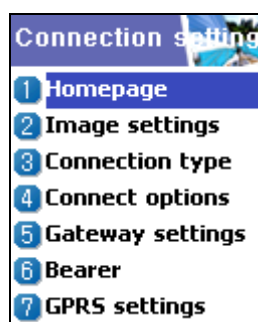 Connection setting
1 Homepage
2 Image settings
3 Connection type
4 Connect options
5 Gateway settings
6 Bearer
7 GPRS settings